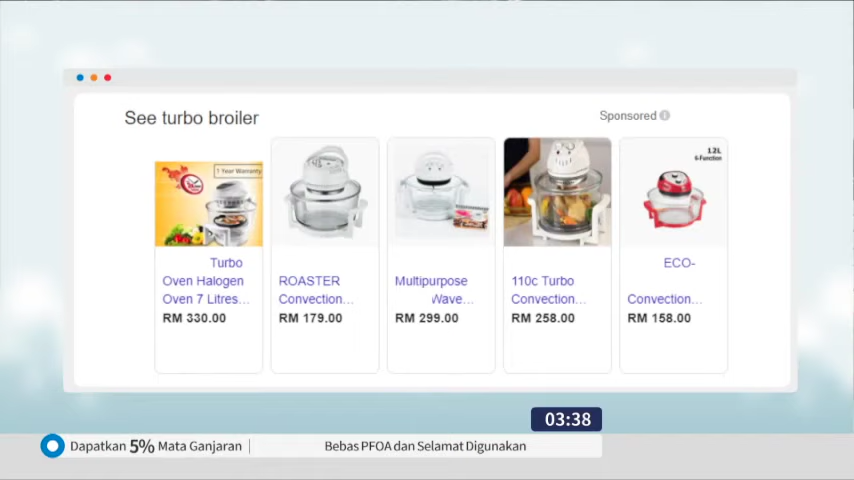 See turbo broiler
Sponsored
1 Year Warranty
12L
6-Function
Turbo
Oven Halogen
Oven 7 Litres...
RM 330.00
ROASTER
Convection...
RM 179.00
Multipurpose
Wave...
RM 299.00
110c Turbo
Convection...
RM 258.00
ECO-
Convection...
RM 158.00
03:38
Dapatkan 5% Mata Ganjaran
Bebas PFOA dan Selamat Digunakan